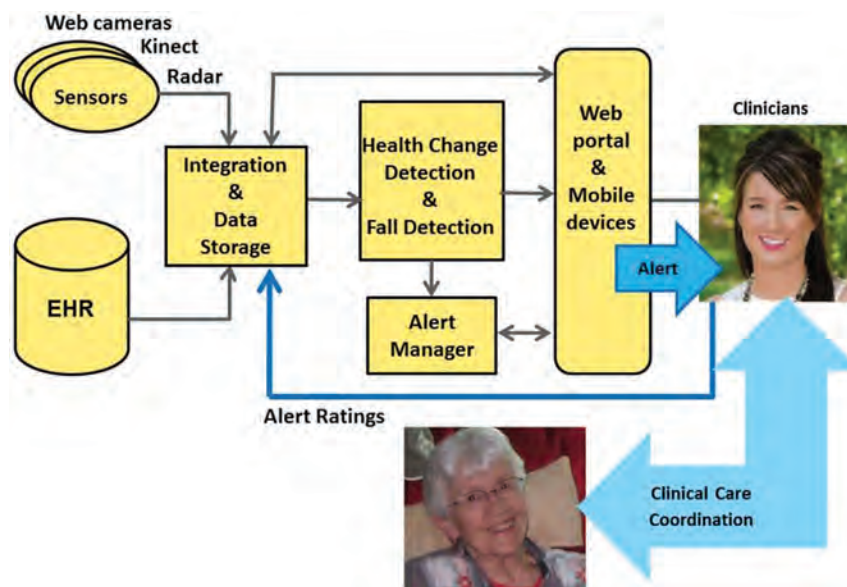 Web cameras
Kinect
Radar
Sensors
Integration
&
Data
Storage
EHR
Health Change
Detection
&
Fall Detection
Alert
Manager
Web
portal
&
Mobile
devices
Clinicians
Alert
Alert Ratings
Clinical Care
Coordination